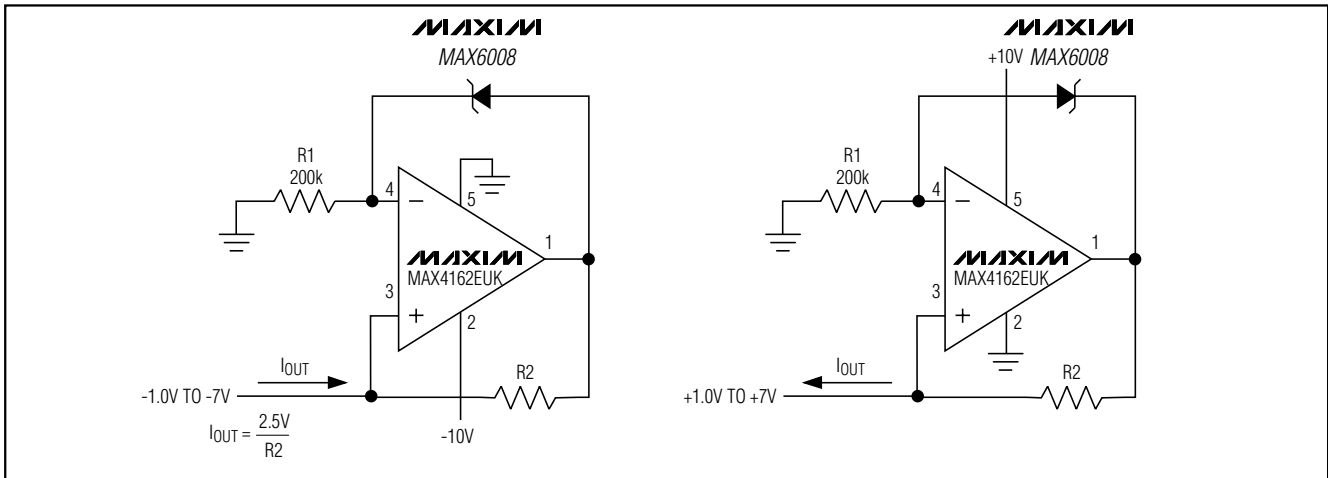 MAXIM
MAX6008
R1
200k
4
5
3
2
1
MAXIM
MAX4162EUK
IOUT
R2
-1.0V TO -7V
IOUT = 2.5V
R2
-10V
MAXIM
+10V MAX6008
R1
200k
4
5
3
2
1
MAXIM
MAX4162EUK
IOUT
R2
+1.0V TO +7V